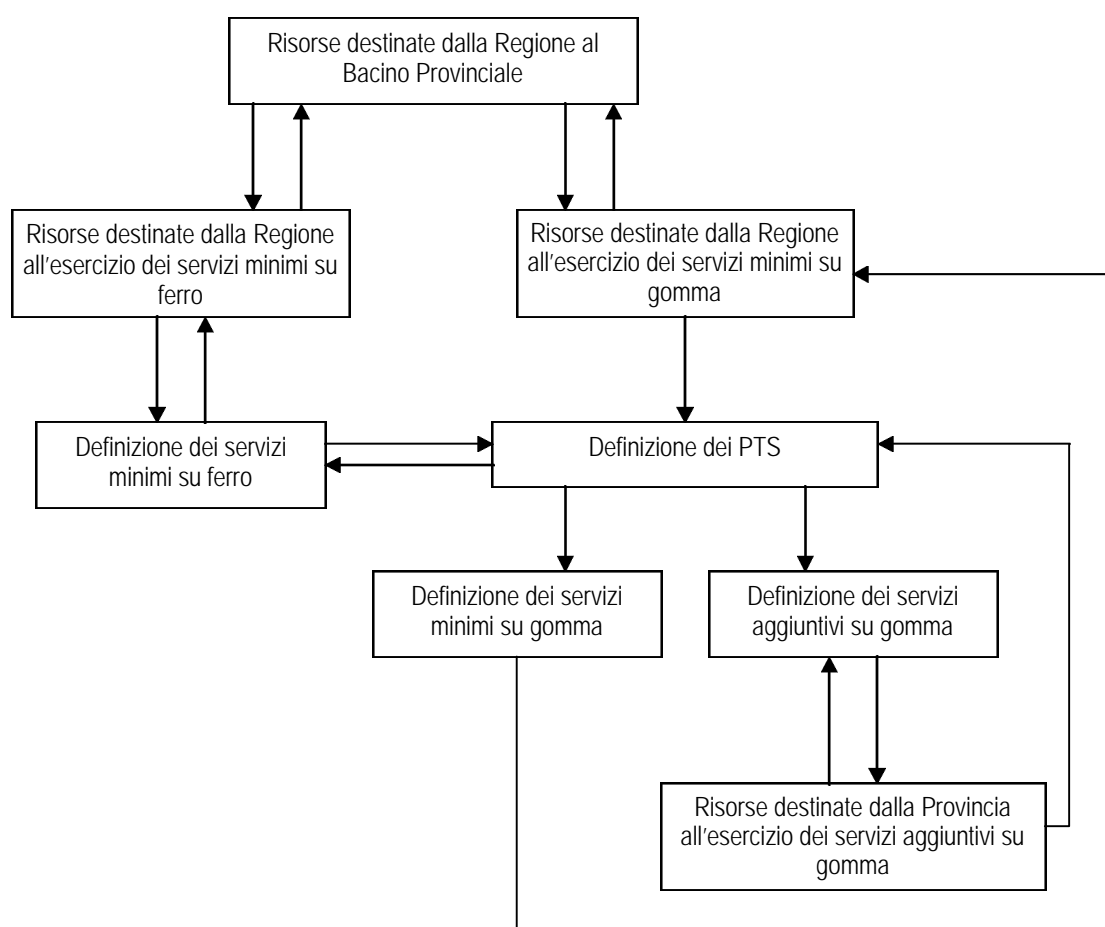 Risorse destinate dalla Regione al
Bacino Provinciale
Risorse destinate dalla Regione
all'esercizio dei servizi minimi su
ferro
Risorse destinate dalla Regione
all'esercizio dei servizi minimi su
gomma
Definizione dei servizi
minimi su ferro
Definizione dei PTS
Definizione dei servizi
minimi su gomma
Definizione dei servizi
aggiuntivi su gomma
Risorse destinate dalla Provincia
all'esercizio dei servizi aggiuntivi su
gomma